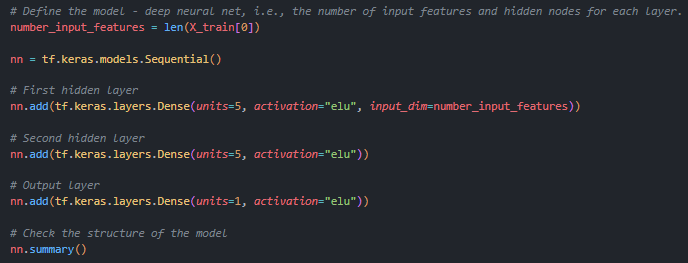 # Define the model - deep neural net, i.e., the number of input features and hidden nodes for each layer.
number_input_features = len(X_train[0])
nn = tf.keras.models.Sequential()
# First hidden layer
nn.add(tf.keras.layers.Dense(units=5, activation="elu", input_dim=number_input_features))
# Second hidden layer
nn.add(tf.keras.layers.Dense(units=5, activation="elu"))
# Output layer
nn.add(tf.keras.layers.Dense(units=1, activation="elu"))
# Check the structure of the model
nn.summary()